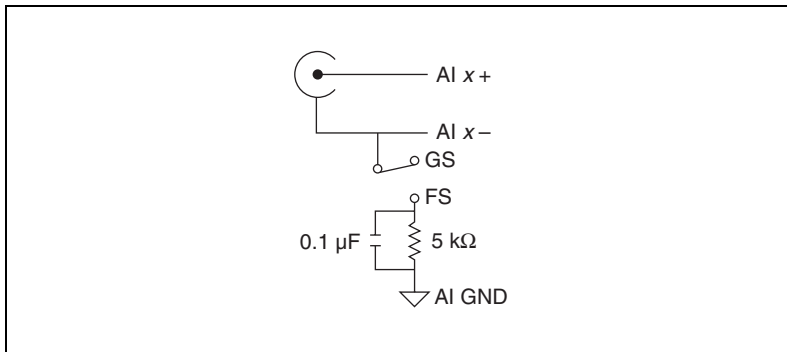 AI x+
AI x–
GS
FS
0.1 µF
5 kΩ
AI GND